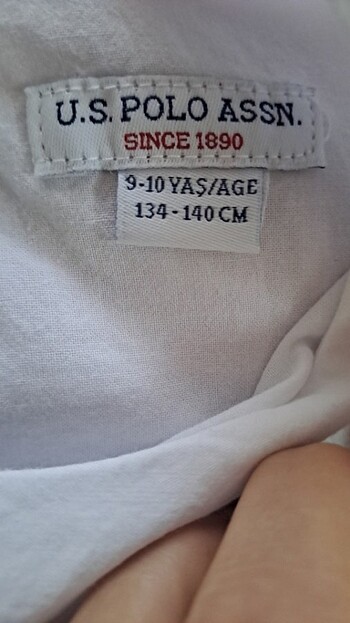 U.S. POLO ASSN.
SINCE 1890
9-10 YAŞ/AGE
134-140 CM